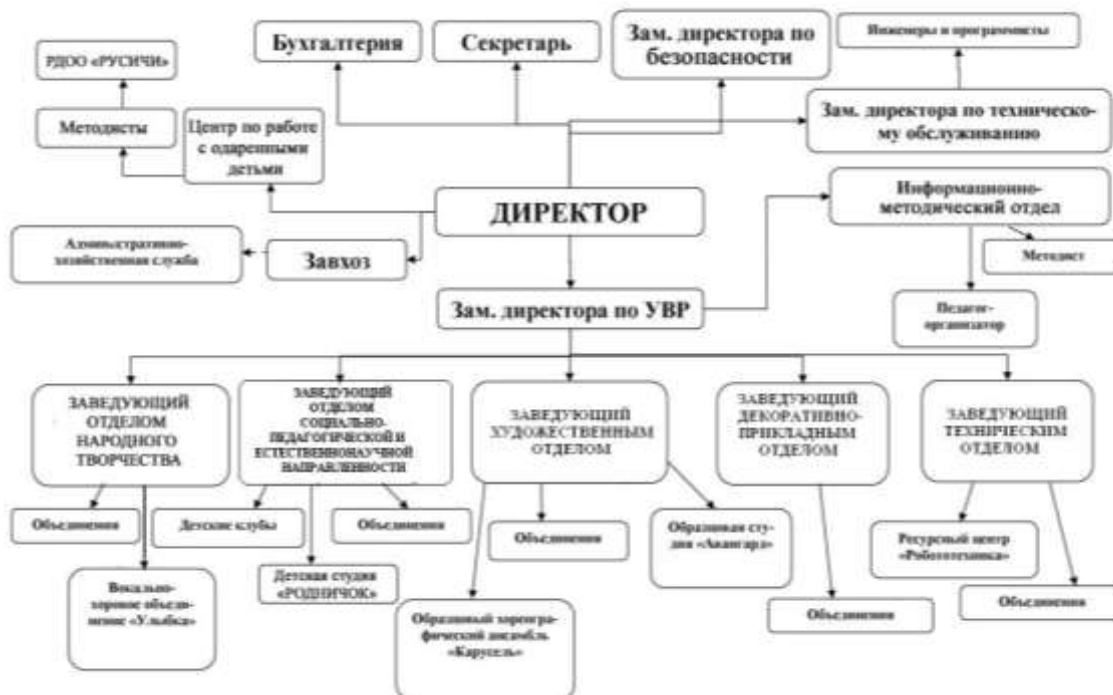 Бухгалтерия
Секретарь
Зам. директора по
безопасности
Инженеры и программисты
РДОО «РУСИЧИ»
Методисты
Центр по работе
с одаренными
детьми
Зам. директора по техническо-
му обслуживанию
ДИРЕКТОР
Информационно-
методический отдел
Административно-
хозяйственная служба
Завхоз
Методист
Зам. директора по УВР
Педагог-
организатор
ЗАВЕДУЮЩИЙ
ОТДЕЛОМ
НАРОДНОГО
ТВОРЧЕСТВА
ЗАВЕДУЮЩИЙ
ОТДЕЛОМ
СОЦИАЛЬНО-
ПЕДАГОГИЧЕСКОЙ И
ЕСТЕСТВЕННОНАУЧНОЙ
НАПРАВЛЕННОСТИ
ЗАВЕДУЮЩИЙ
ХУДОЖЕСТВЕННЫМ
ОТДЕЛОМ
ЗАВЕДУЮЩИЙ
ДЕКОРАТИВНО-
ПРИКЛАДНЫМ
ОТДЕЛОМ
ЗАВЕДУЮЩИЙ
ТЕХНИЧЕСКИМ
ОТДЕЛОМ
Объединения
Детские клубы
Объединения
Объединения
Образцовая сту-
дия «Авангард»
Ресурсный центр
«Робототехника»
Вокально-
хоровое объеди-
нение «Улыбка»
Детская студия
«РОДНИЧОК»
Образцовый хореогра-
фический ансамбль
«Карусель»
Объединения
Объединения